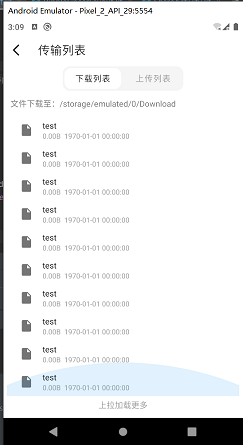 Android Emulator - Pixel_2_API_29:5554
3:09
传输列表
下载列表 上传列表
文件下载至：/storage/emulated/0/Download
test
0.00B 1970-01-01 00:00:00
test
0.00B 1970-01-01 00:00:00
test
0.00B 1970-01-01 00:00:00
test
0.00B 1970-01-01 00:00:00
test
0.00B 1970-01-01 00:00:00
test
0.00B 1970-01-01 00:00:00
test
0.00B 1970-01-01 00:00:00
test
0.00B 1970-01-01 00:00:00
test
0.00B 1970-01-01 00:00:00
test
0.00B 1970-01-01 00:00:00
上拉加载更多